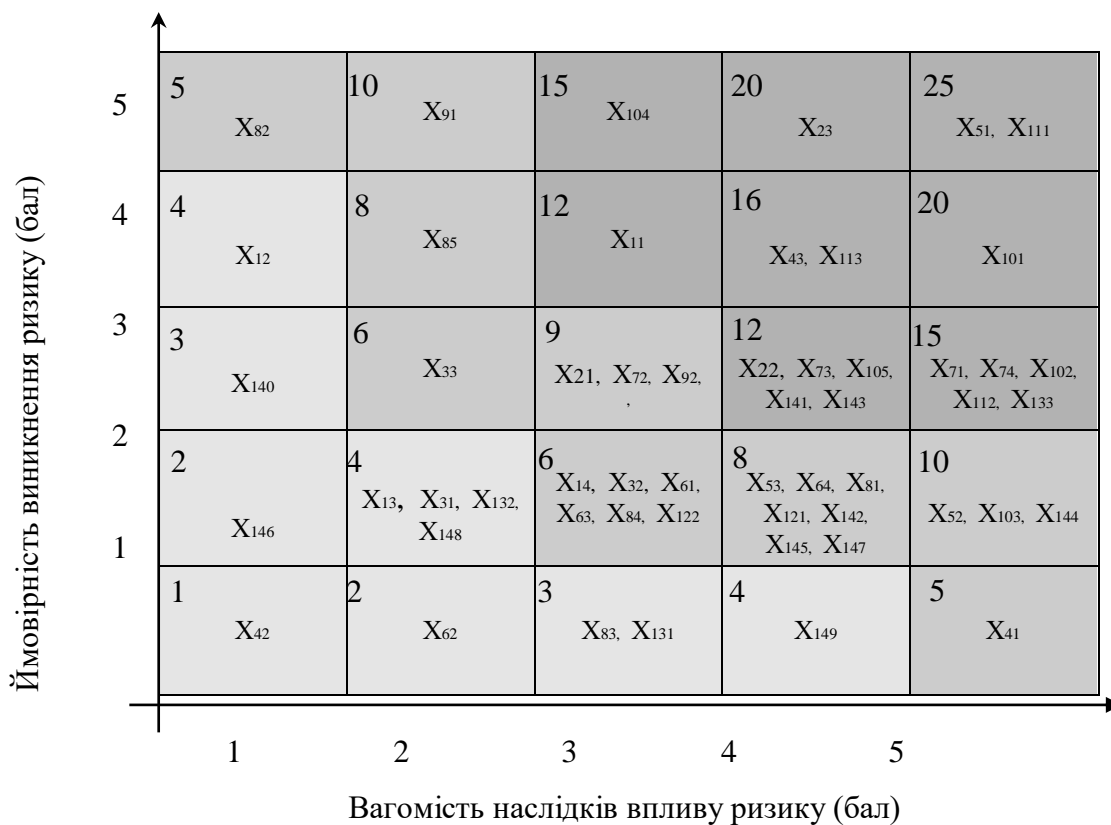 5 10 15 20 25
5 X82 X91 X104 X23 X51, X111
4 8 12 16 20
4 X12 X85 X11 X43, X113 X101
3 6 9 12 15
3 X140 X33 X21, X72, X92, X22, X73, X105, X71, X74, X102,
, X141, X143 X112, X133
2 4 6 8 10
2 X146 X13, X31, X132, X14, X32, X61, X53, X64, X81, X52, X103, X144
X148 X63, X84, X122 X121, X142,
X145, X147
1
1 2 3 4 5
X42 X62 X83, X131 X149 X41
1 2 3 4 5
Ймовірність виникнення ризику (бал)
Вагомість наслідків впливу ризику (бал)